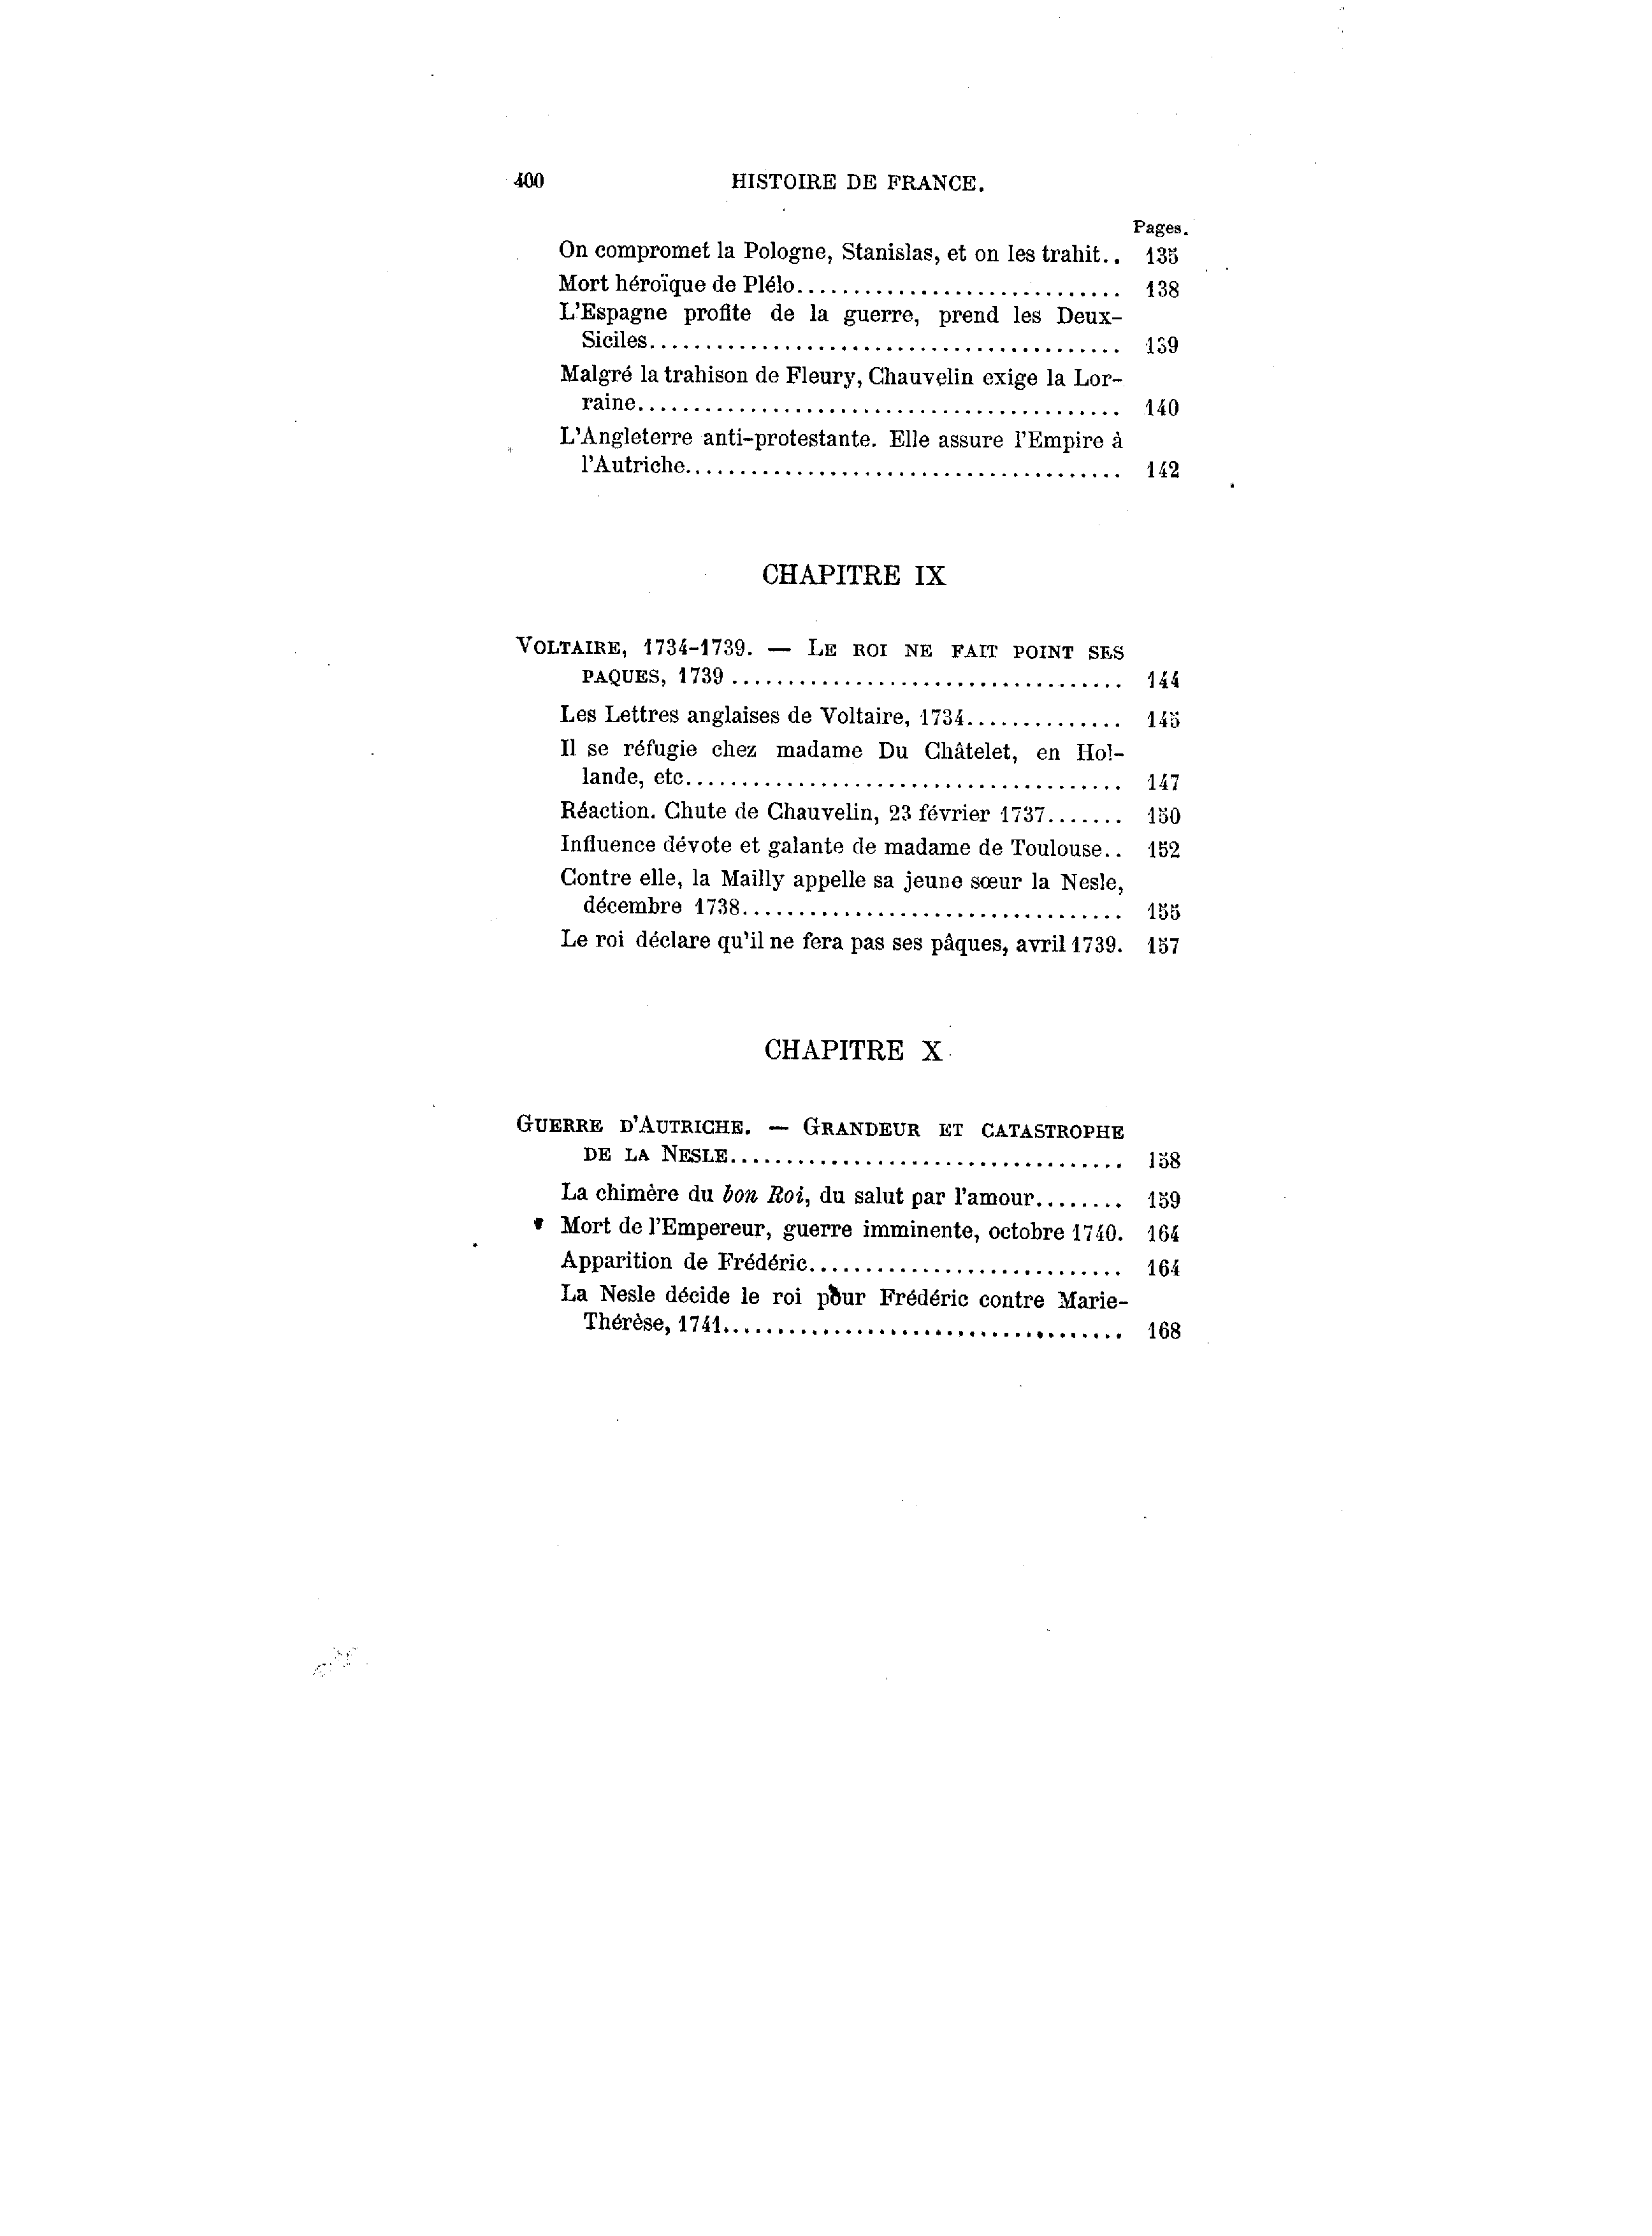 400 HISTOIRE DE FRANCE.
Pages.
On compromet la Pologne, Stanislas, et on les trahit.. 135
Mort héroïque de Plélo............................. 138
L'Espagne profite de la guerre, prend les Deux-
Siciles.......................................... 139
Malgré la trahison de Fleury, Chauvelin exige la Lor-
raine........................................... 140
L'Angleterre anti-protestante. Elle assure l'Empire à
l'Autriche....................................... 142
CHAPITRE IX
VOLTAIRE, 1734-1739. — LE ROI NE FAIT POINT SES
PAQUES, 1739 ................................... 144
Les Lettres anglaises de Voltaire, 1734.............. 145
Il se réfugie chez madame Du Châtelet, en Hol-
lande, etc....................................... 147
Réaction. Chute de Chauvelin, 23 février 1737....... 150
Influence dévote et galante de madame de Toulouse.. 152
Contre elle, la Mailly appelle sa jeune sœur la Nesle,
décembre 1738.................................. 155
Le roi déclare qu'il ne fera pas ses pâques, avril 1739. 157
CHAPITRE X
GUERRE D'AUTRICHE. — GRANDEUR ET CATASTROPHE
DE LA NESLE................................... 158
La chimère du bon Roi, du salut par l'amour........ 159
Mort de l'Empereur, guerre imminente, octobre 1740. 164
Apparition de Frédéric............................ 164
La Nesle décide le roi pour Frédéric contre Marie-
Thérèse, 1741.................................... 168